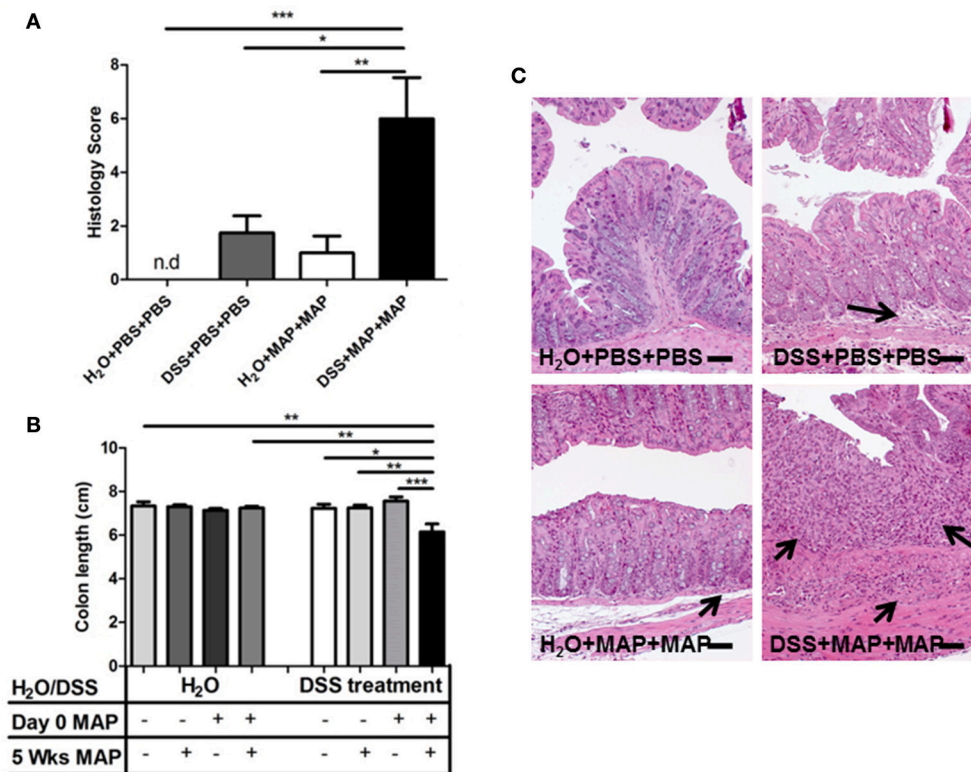 A
***
*
**
Histology Score
8
6
4
2
0
n.d
H₂O+PBS+PBS
DSS+PBS+PBS
H₂O+MAP+MAP
DSS+MAP+MAP
B
**
**
*
**
***
Colon length (cm)
10
8
6
4
2
0
H₂O/DSS H₂O DSS treatment
Day 0 MAP - - + + - - + +
5 Wks MAP - + - + - + - +
C
H₂O+PBS+PBS
DSS+PBS+PBS
H₂O+MAP+MAP
DSS+MAP+MAP